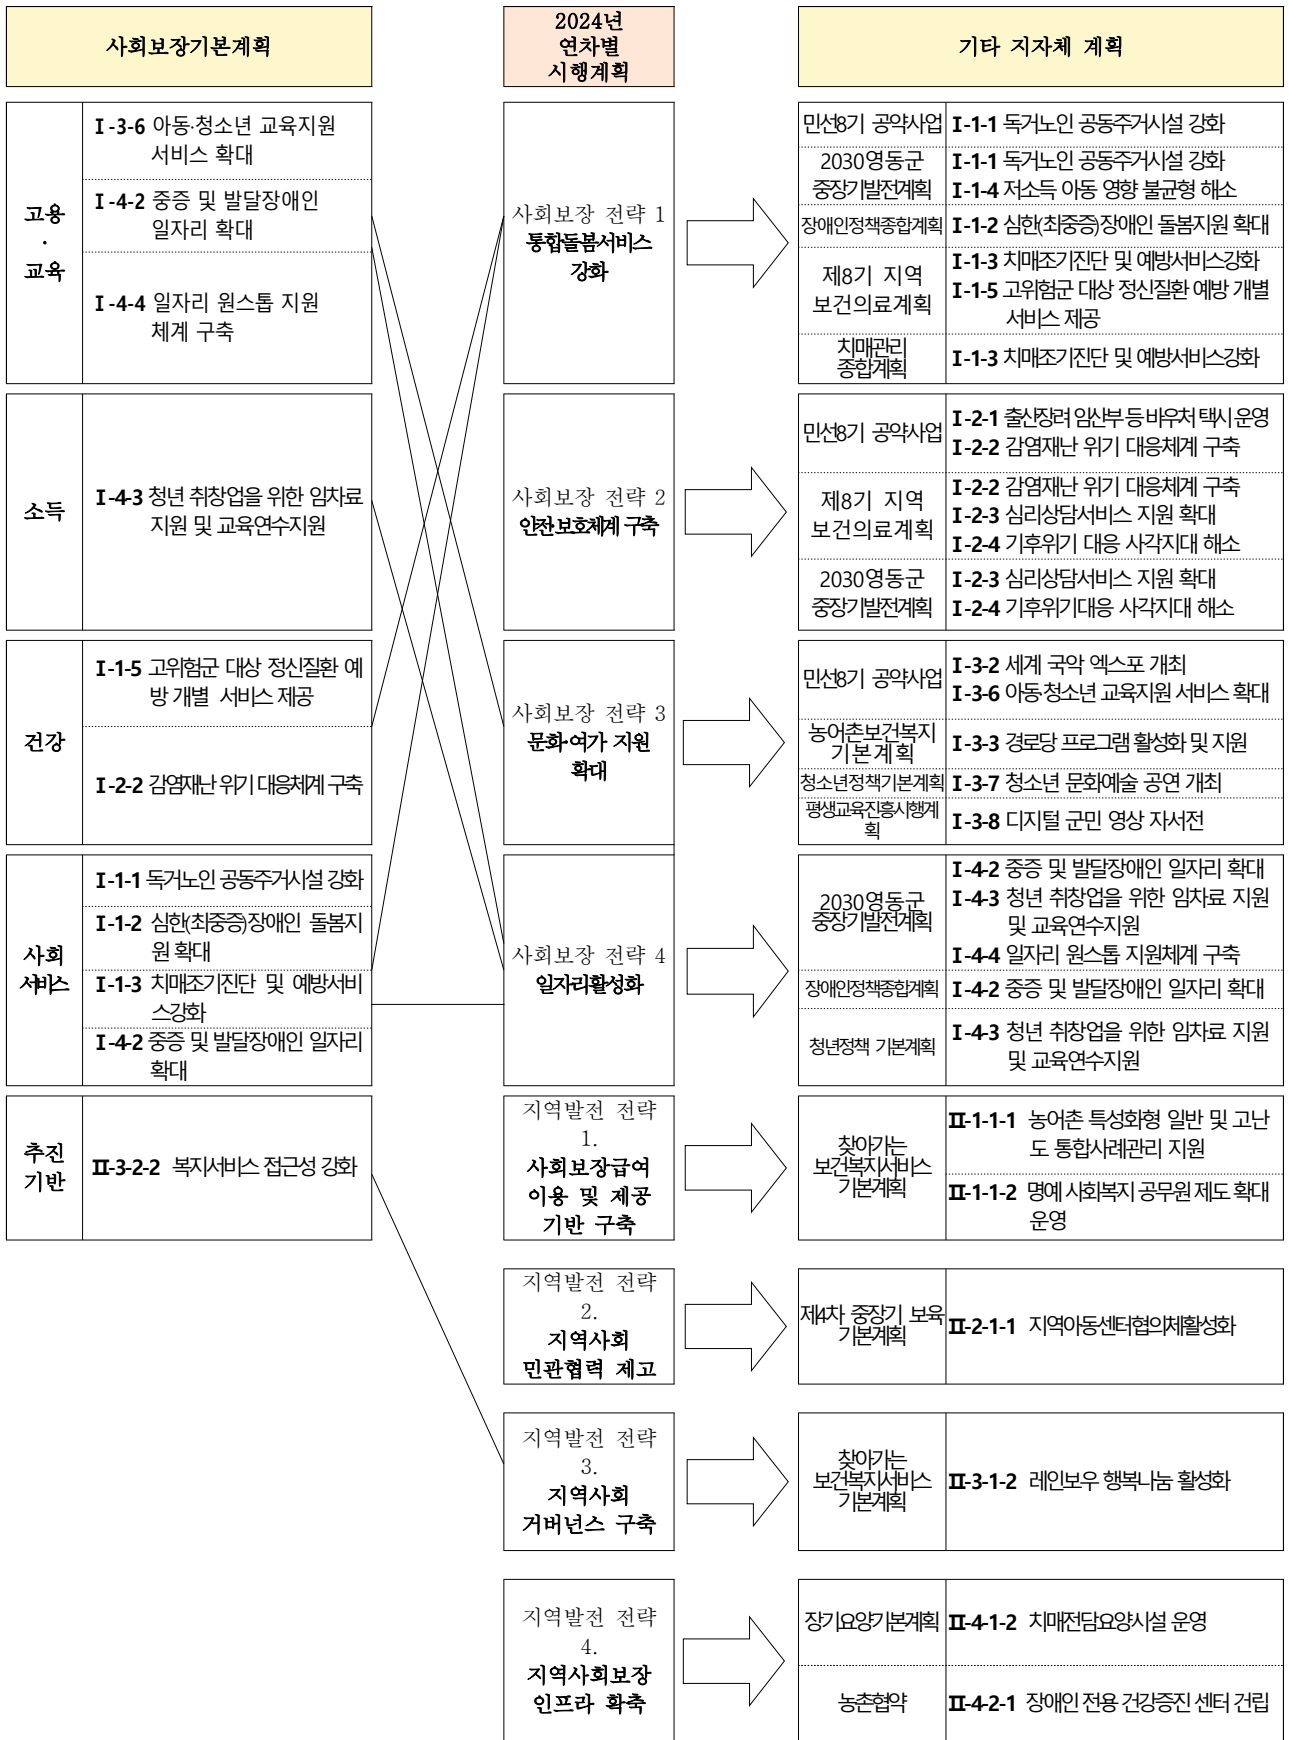 사회보장기본계획
2024년
연차별
시행계획
기타 지자체 계획
고용
·
교육
Ⅰ-3-6 아동·청소년 교육지원
서비스 확대
Ⅰ-4-2 중증 및 발달장애인
일자리 확대
Ⅰ-4-4 일자리 원스톱 지원
체계 구축
소득
Ⅰ-4-3 청년 취창업을 위한 임차료
지원 및 교육연수지원
건강
Ⅰ-1-5 고위험군 대상 정신질환 예
방 개별 서비스 제공
Ⅰ-2-2 감염재난 위기 대응체계 구축
사회
서비스
Ⅰ-1-1 독거노인 공동주거시설 강화
Ⅰ-1-2 심한(최중증)장애인 돌봄지
원 확대
Ⅰ-1-3 치매조기진단 및 예방서비
스강화
Ⅰ-4-2 중증 및 발달장애인 일자리
확대
추진
기반
Ⅱ-3-2-2 복지서비스 접근성 강화
사회보장 전략 1
통합돌봄서비스
강화
사회보장 전략 2
안전·보호체계 구축
사회보장 전략 3
문화·여가 지원
확대
사회보장 전략 4
일자리활성화
지역발전 전략
1.
사회보장급여
이용 및 제공
기반 구축
지역발전 전략
2.
지역사회
민관협력 제고
지역발전 전략
3.
지역사회
거버넌스 구축
지역발전 전략
4.
지역사회보장
인프라 확축
민선8기 공약사업
Ⅰ-1-1 독거노인 공동주거시설 강화
2030영동군
중장기발전계획
Ⅰ-1-1 독거노인 공동주거시설 강화
Ⅰ-1-4 저소득 아동 영향 불균형 해소
장애인정책종합계획
Ⅰ-1-2 심한(최중증)장애인 돌봄지원 확대
제8기 지역
보건의료계획
Ⅰ-1-3 치매조기진단 및 예방서비스강화
Ⅰ-1-5 고위험군 대상 정신질환 예방 개별
서비스 제공
치매관리
종합계획
Ⅰ-1-3 치매조기진단 및 예방서비스강화
민선8기 공약사업
Ⅰ-2-1 출산장려 임산부 등 바우처 택시 운영
Ⅰ-2-2 감염재난 위기 대응체계 구축
제8기 지역
보건의료계획
Ⅰ-2-2 감염재난 위기 대응체계 구축
Ⅰ-2-3 심리상담서비스 지원 확대
Ⅰ-2-4 기후위기 대응 사각지대 해소
2030영동군
중장기발전계획
Ⅰ-2-3 심리상담서비스 지원 확대
Ⅰ-2-4 기후위기대응 사각지대 해소
민선8기 공약사업
Ⅰ-3-2 세계 국악 엑스포 개최
Ⅰ-3-6 아동·청소년 교육지원 서비스 확대
농어촌보건복지
기본계획
Ⅰ-3-3 경로당 프로그램 활성화 및 지원
청소년정책기본계획
Ⅰ-3-7 청소년 문화예술 공연 개최
평생교육진흥시행계
획
Ⅰ-3-8 디지털 군민 영상 자서전
2030영동군
중장기발전계획
Ⅰ-4-2 중증 및 발달장애인 일자리 확대
Ⅰ-4-3 청년 취창업을 위한 임차료 지원
및 교육연수지원
Ⅰ-4-4 일자리 원스톱 지원체계 구축
장애인정책종합계획
Ⅰ-4-2 중증 및 발달장애인 일자리 확대
청년정책 기본계획
Ⅰ-4-3 청년 취창업을 위한 임차료 지원
및 교육연수지원
찾아가는
보건복지서비스
기본계획
Ⅱ-1-1-1 농어촌 특성화형 일반 및 고난
도 통합사례관리 지원
Ⅱ-1-1-2 명예 사회복지 공무원 제도 확대
운영
제4차 중장기 보육
기본계획
Ⅱ-2-1-1 지역아동센터협의체활성화
찾아가는
보건복지서비스
기본계획
Ⅱ-3-1-2 레인보우 행복나눔 활성화
장기요양기본계획
Ⅱ-4-1-2 치매전담요양시설 운영
농촌협약
Ⅱ-4-2-1 장애인 전용 건강증진 센터 건립